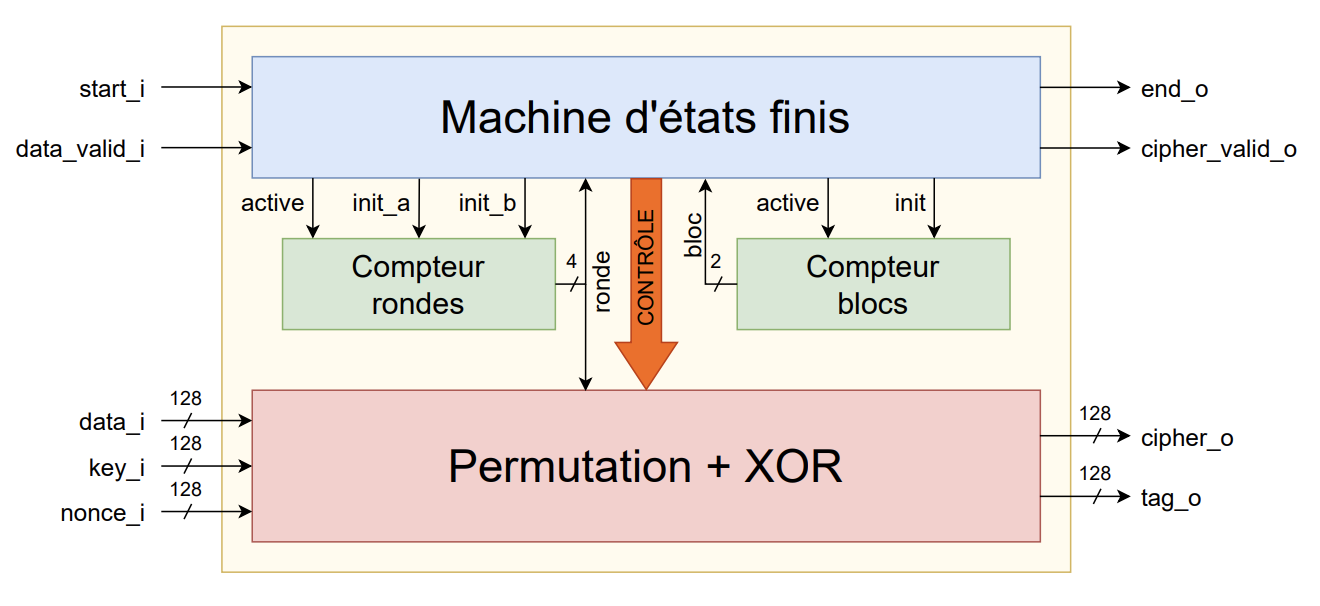 start_i
data_valid_i
Machine d'états finis
end_o
cipher_valid_o
active
init_a
init_b
active
init
Compteur
rondes
4
ronde
CONTRÔLE
bloc
2
Compteur
blocs
128
data_i
128
key_i
128
nonce_i
Permutation + XOR
128
cipher_o
128
tag_o